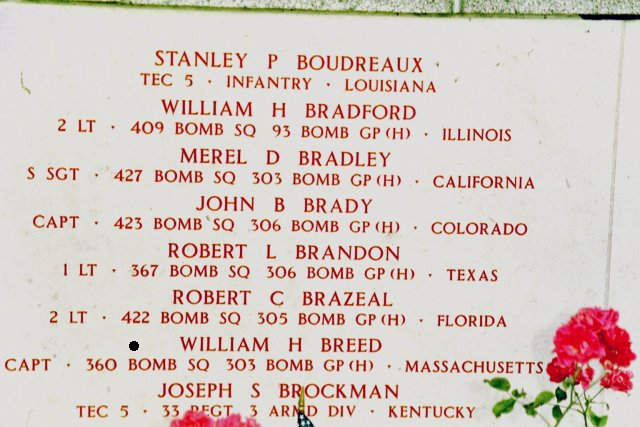 STANLEY P BOUDREAUX
TEC 5 · INFANTRY · LOUISIANA
WILLIAM H BRADFORD
2 LT · 409 BOMB SQ 93 BOMB GP (H) · ILLINOIS
MEREL D BRADLEY
S SGT · 427 BOMB SQ 303 BOMB GP (H) · CALIFORNIA
JOHN B BRADY
CAPT · 423 BOMB SQ 306 BOMB GP (H) · COLORADO
ROBERT L BRANDON
1 LT · 367 BOMB SQ 306 BOMB GP (H) · TEXAS
ROBERT C BRAZEAL
2 LT · 422 BOMB SQ 305 BOMB GP (H) · FLORIDA
WILLIAM H BREED
CAPT · 360 BOMB SQ 303 BOMB GP (H) · MASSACHUSETTS
JOSEPH S BROCKMAN
TEC 5 · 33 REGT 3 ARMD DIV · KENTUCKY